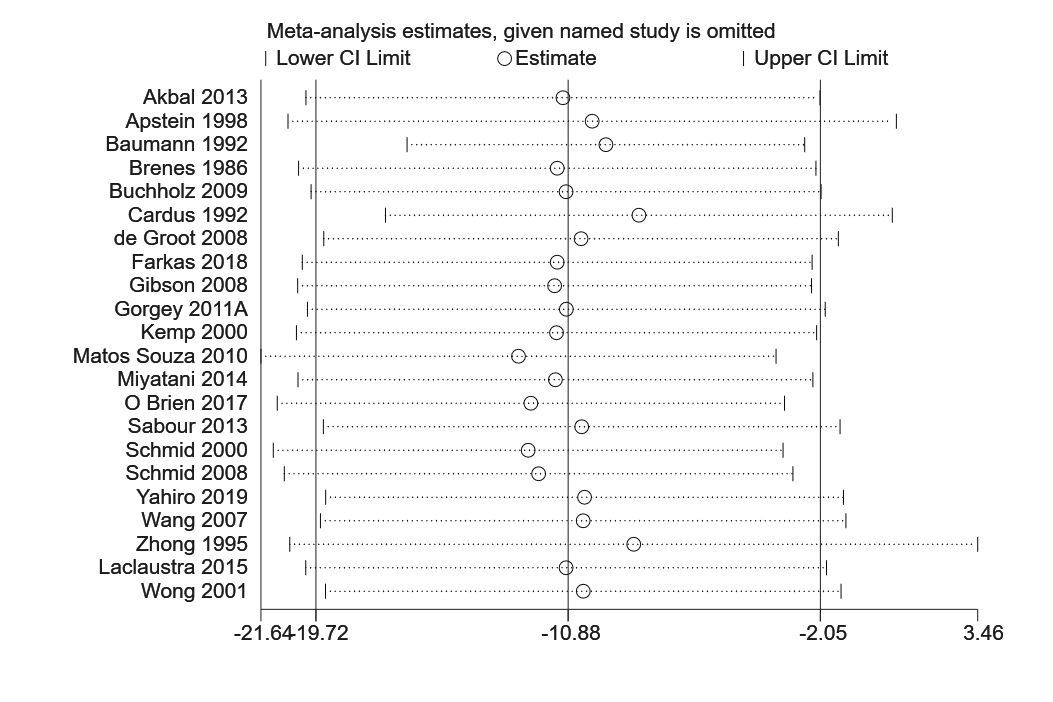 Meta-analysis estimates, given named study is omitted
| Lower CI Limit ○ Estimate | Upper CI Limit
Akbal 2013
Apstein 1998
Baumann 1992
Brenes 1986
Buchholz 2009
Cardus 1992
de Groot 2008
Farkas 2018
Gibson 2008
Gorgey 2011A
Kemp 2000
Matos Souza 2010
Miyatani 2014
O Brien 2017
Sabour 2013
Schmid 2000
Schmid 2008
Yahiro 2019
Wang 2007
Zhong 1995
Laclaustra 2015
Wong 2001
-21.64 -19.72 -10.88 -2.05 3.46